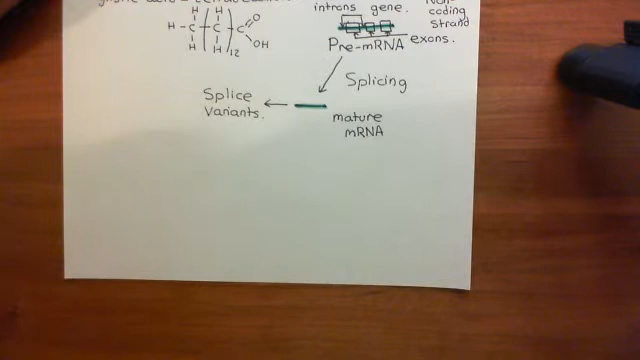 introns gene.
coding
strand
H H
H - C C C O
H H OH
12
exons.
Pre-mRNA
Splicing
Splice
Variants.
mature
mRNA